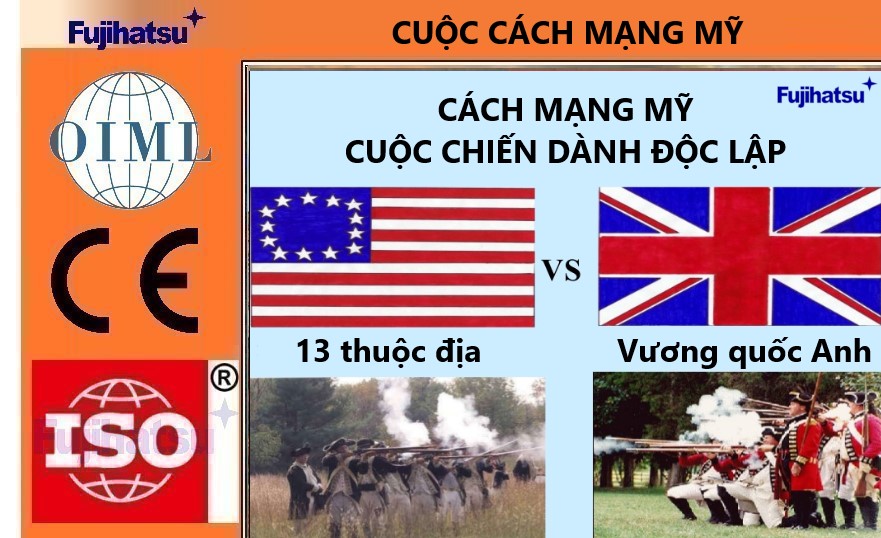 Fujihatsu
CUỘC CÁCH MẠNG MỸ
OIML
CE
ISO
®
Fujihatsu
Fujihatsu
CÁCH MẠNG MỸ
CUỘC CHIẾN DÀNH ĐỘC LẬP
VS
13 thuộc địa
Vương quốc Anh